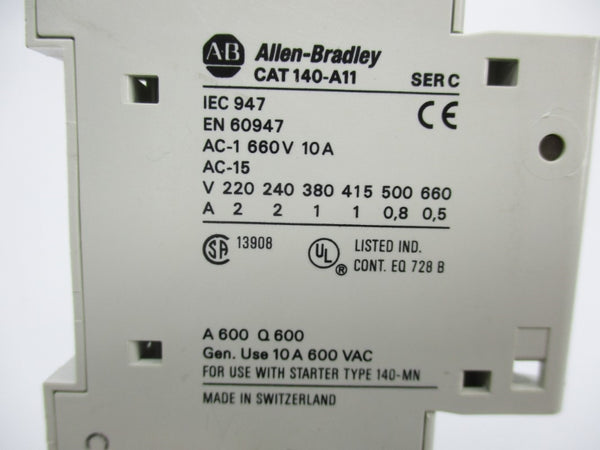 AB Allen-Bradley
CAT 140-A11 SER C
IEC 947
EN 60947
AC-1 660V 10A
AC-15
V 220 240 380 415 500 660
A 2 2 1 1 0,8 0,5
CE
SA 13908
UL ® LISTED IND.
CONT. EQ 728 B
A 600 Q 600
Gen. Use 10A 600 VAC
FOR USE WITH STARTER TYPE 140-MN
MADE IN SWITZERLAND